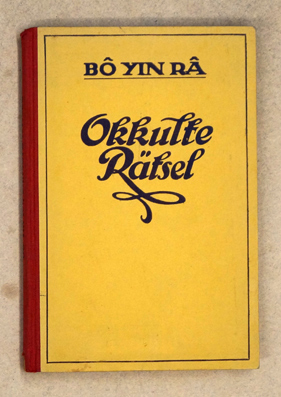 BÔ YIN RÂ
Okkulte
Rätsel